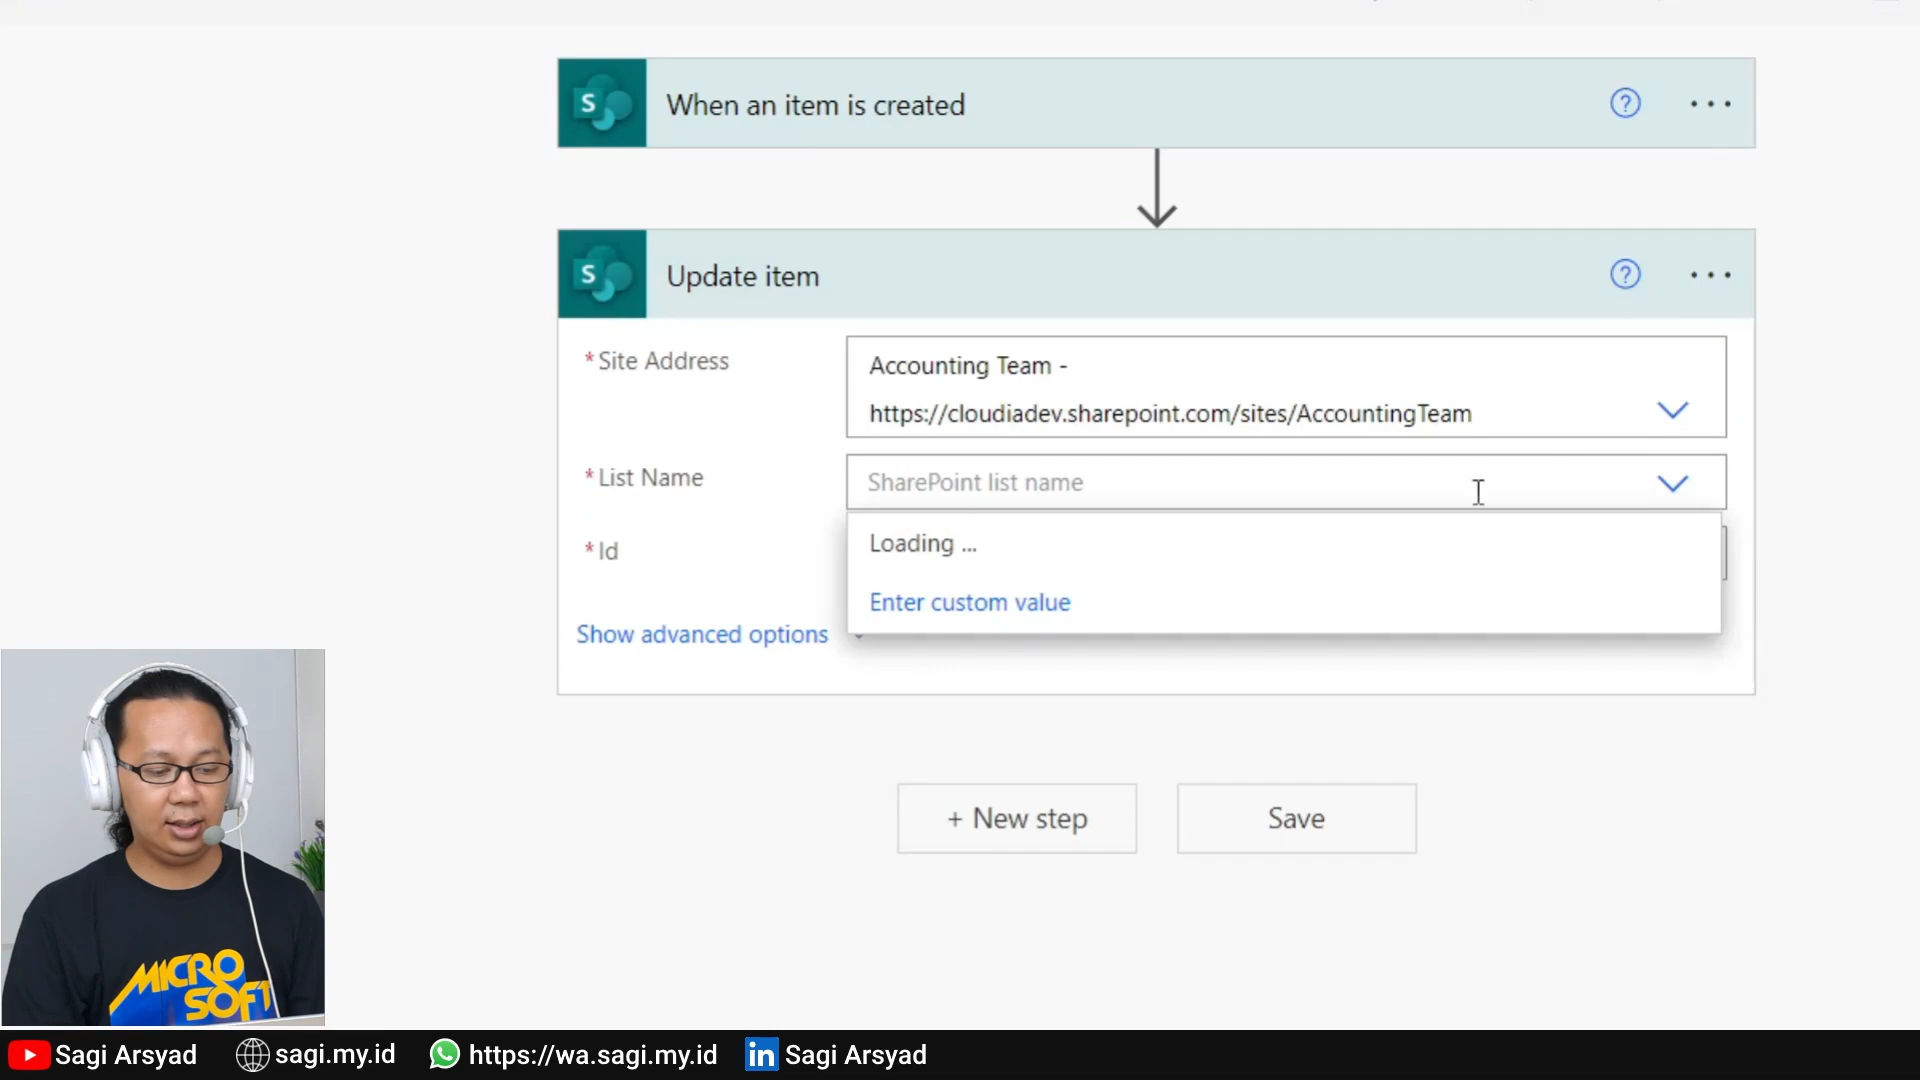 S
When an item is created
?
...
S
Update item
?
...
*Site Address
Accounting Team -
https://cloudiadev.sharepoint.com/sites/AccountingTeam
*List Name
SharePoint list name
*Id
Loading ...
Enter custom value
Show advanced options
+ New step
Save
MICRO
SOFT
Sagi Arsyad
sagi.my.id
https://wa.sagi.my.id
in
Sagi Arsyad